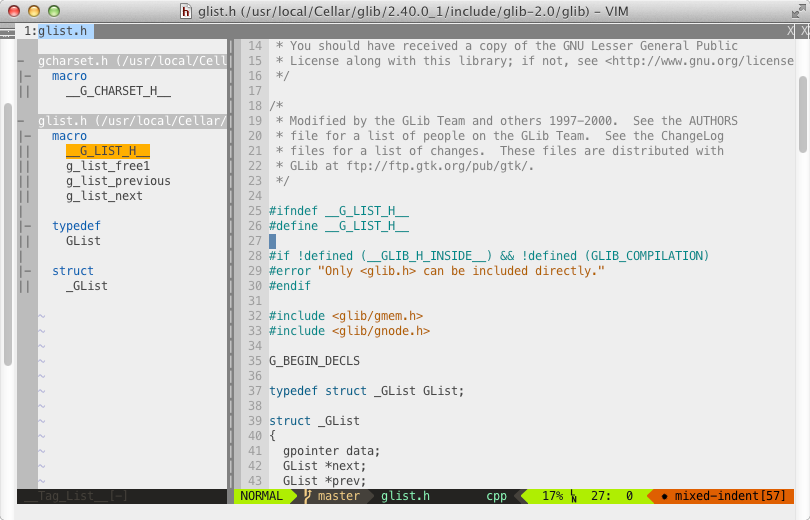 glist.h (/usr/local/Cellar/glib/2.40.0_1/include/glib-2.0/glib) – VIM
1:glist.h X X
gcharset.h (/usr/local/Cell
macro
__G_CHARSET_H__
glist.h (/usr/local/Cellar/
macro
__G_LIST_H__
g_list_free1
g_list_previous
g_list_next
typedef
GList
struct
_GList
__Tag_List__[-]
14 * You should have received a copy of the GNU Lesser General Public
15 * License along with this library; if not, see <http://www.gnu.org/license
16 */
17
18 /*
19 * Modified by the GLib Team and others 1997-2000.  See the AUTHORS
20 * file for a list of people on the GLib Team.  See the ChangeLog
21 * files for a list of changes.  These files are distributed with
22 * GLib at ftp://ftp.gtk.org/pub/gtk/.
23 */
24
25 #ifndef __G_LIST_H__
26 #define __G_LIST_H__
27
28 #if !defined (__GLIB_H_INSIDE__) && !defined (GLIB_COMPILATION)
29 #error "Only <glib.h> can be included directly."
30 #endif
31
32 #include <glib/gmem.h>
33 #include <glib/gnode.h>
34
35 G_BEGIN_DECLS
36
37 typedef struct _GList GList;
38
39 struct _GList
40 {
41   gpointer data;
42   GList *next;
43   GList *prev;
NORMAL master glist.h cpp 17% LN 27: 0 mixed-indent[57]